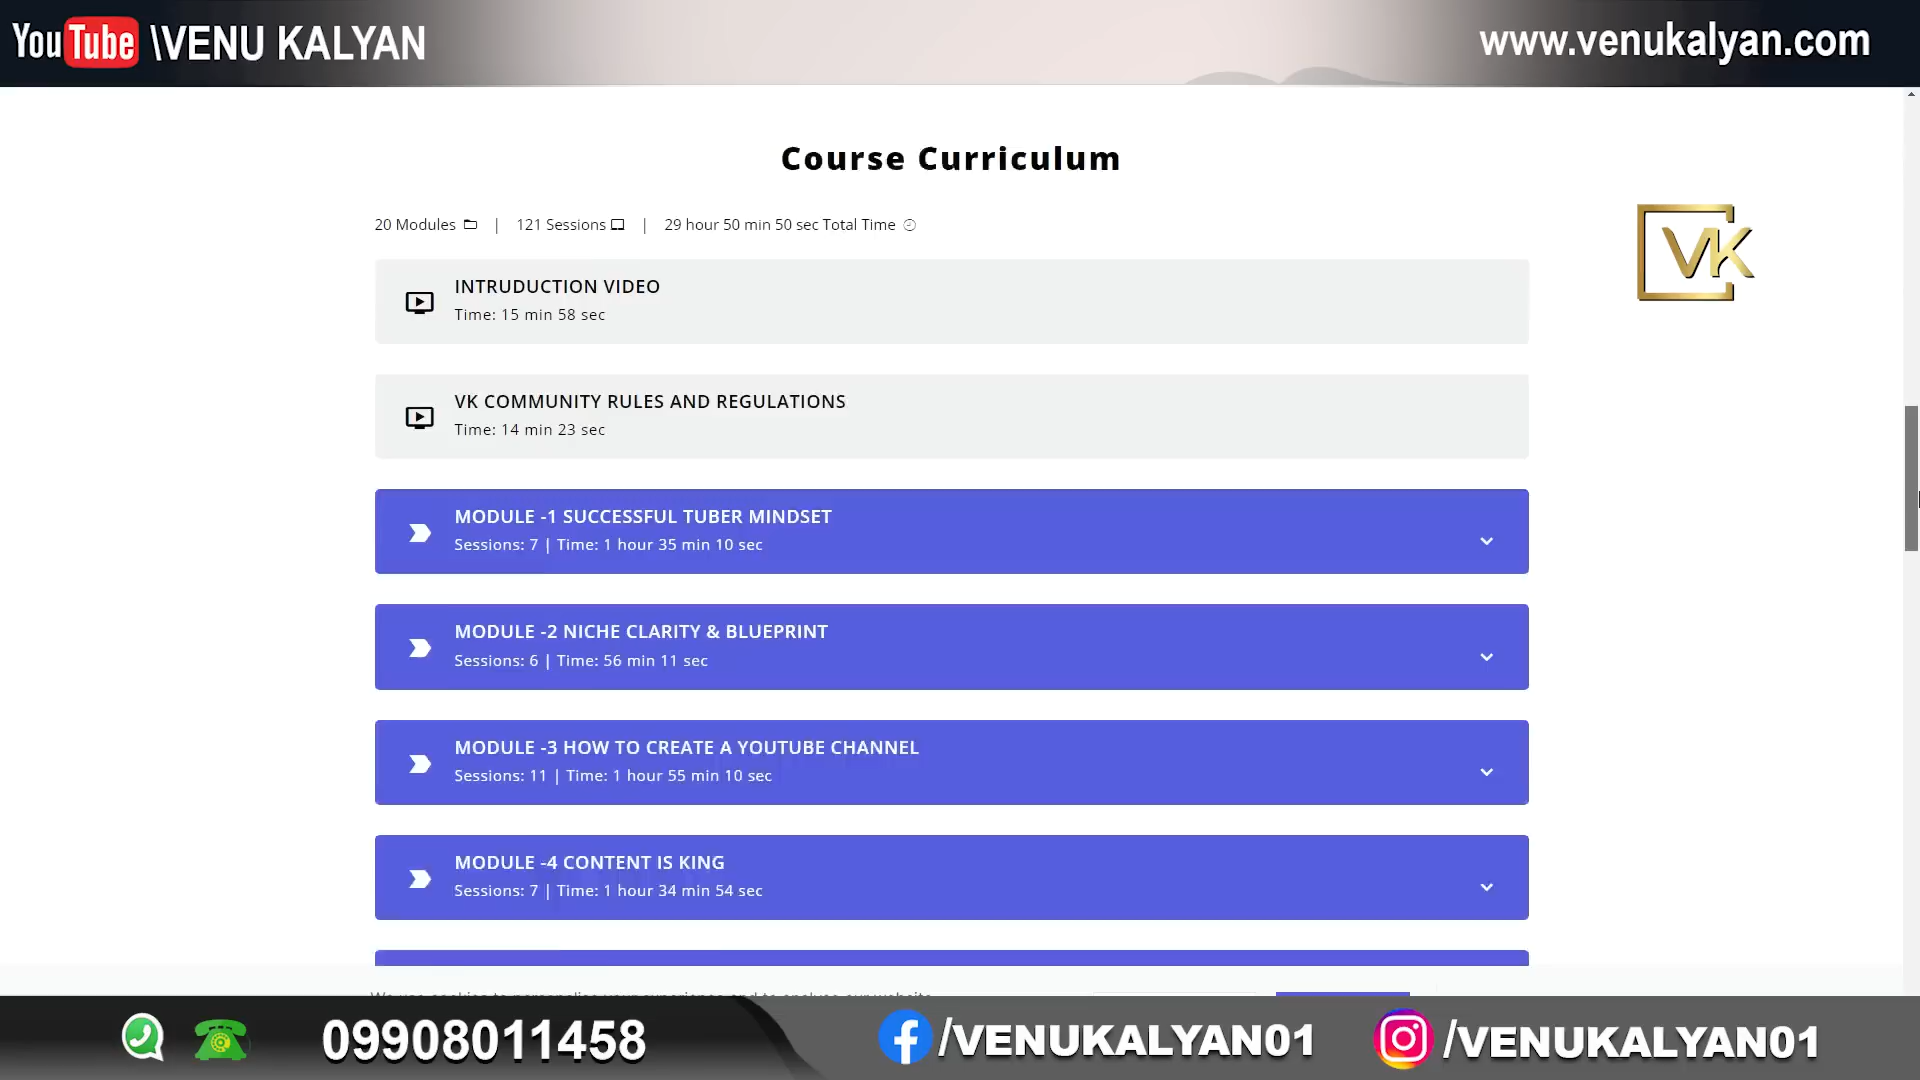 YouTube \VENU KALYAN
www.venukalyan.com
Course Curriculum
20 Modules | 121 Sessions | 29 hour 50 min 50 sec Total Time
VK
INTRUDUCTION VIDEO
Time: 15 min 58 sec
VK COMMUNITY RULES AND REGULATIONS
Time: 14 min 23 sec
MODULE -1 SUCCESSFUL TUBER MINDSET
Sessions: 7 | Time: 1 hour 35 min 10 sec
MODULE -2 NICHE CLARITY & BLUEPRINT
Sessions: 6 | Time: 56 min 11 sec
MODULE -3 HOW TO CREATE A YOUTUBE CHANNEL
Sessions: 11 | Time: 1 hour 55 min 10 sec
MODULE -4 CONTENT IS KING
Sessions: 7 | Time: 1 hour 34 min 54 sec
09908011458
/VENUKALYAN01
/VENUKALYAN01